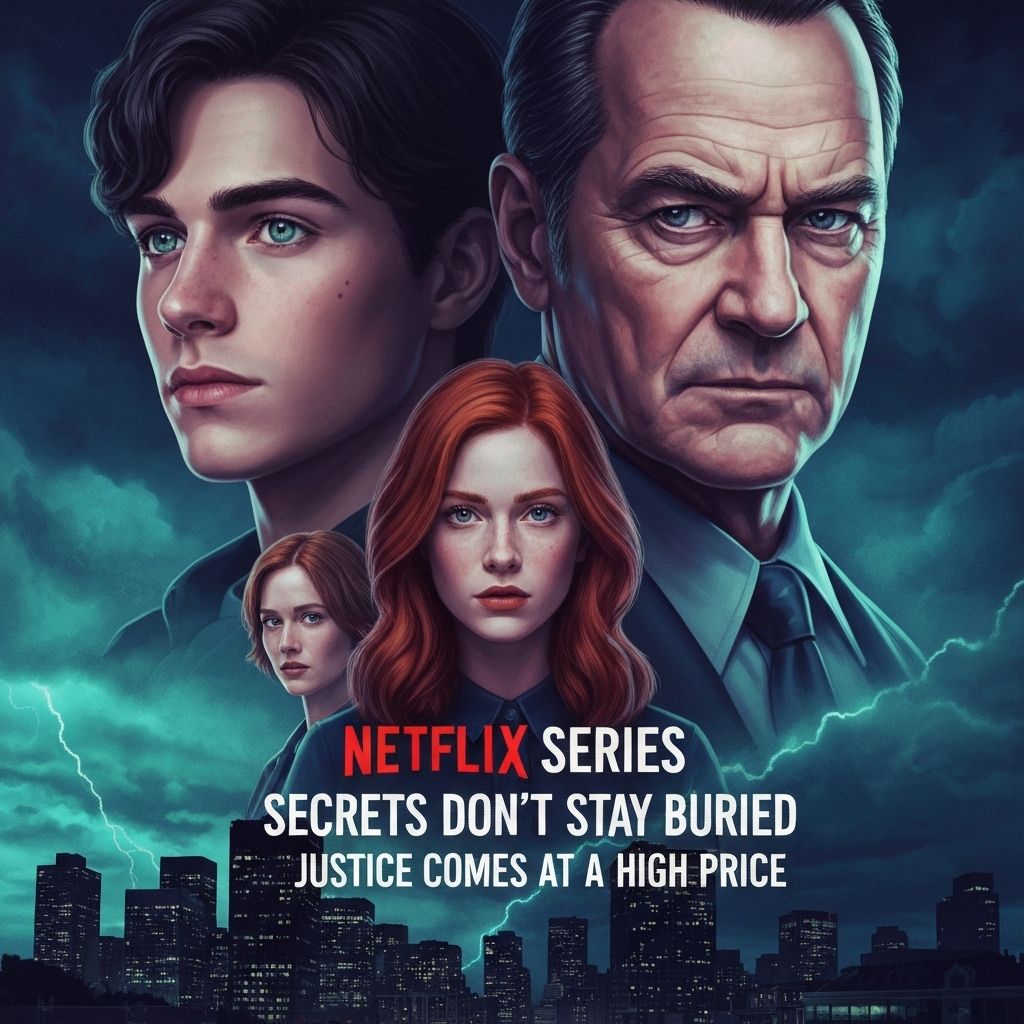 NETFLIX SERIES
SECRETS DON'T STAY BURIED
JUSTICE COMES AT A HIGH PRICE